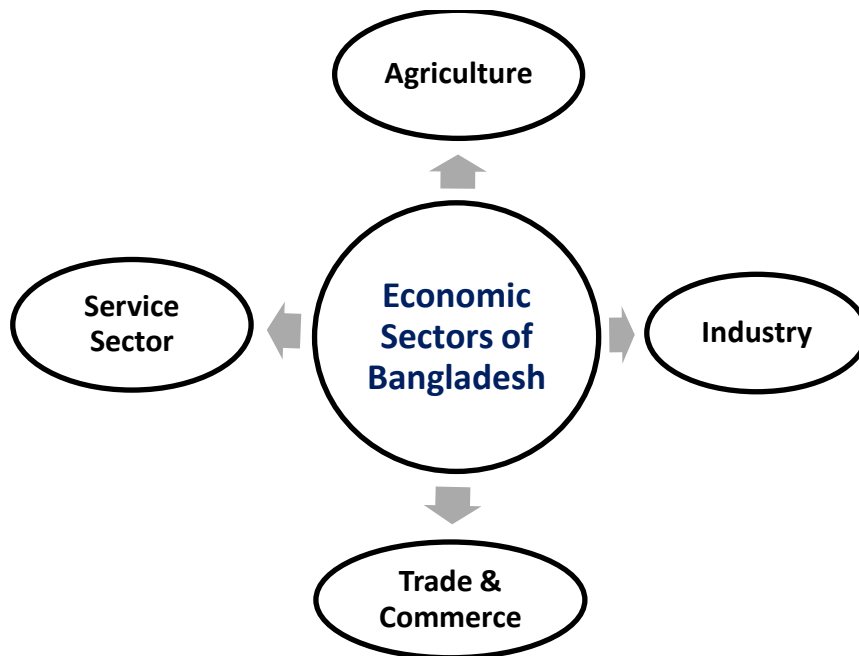 Agriculture
Service
Sector
Economic
Sectors of
Bangladesh
Industry
Trade &
Commerce